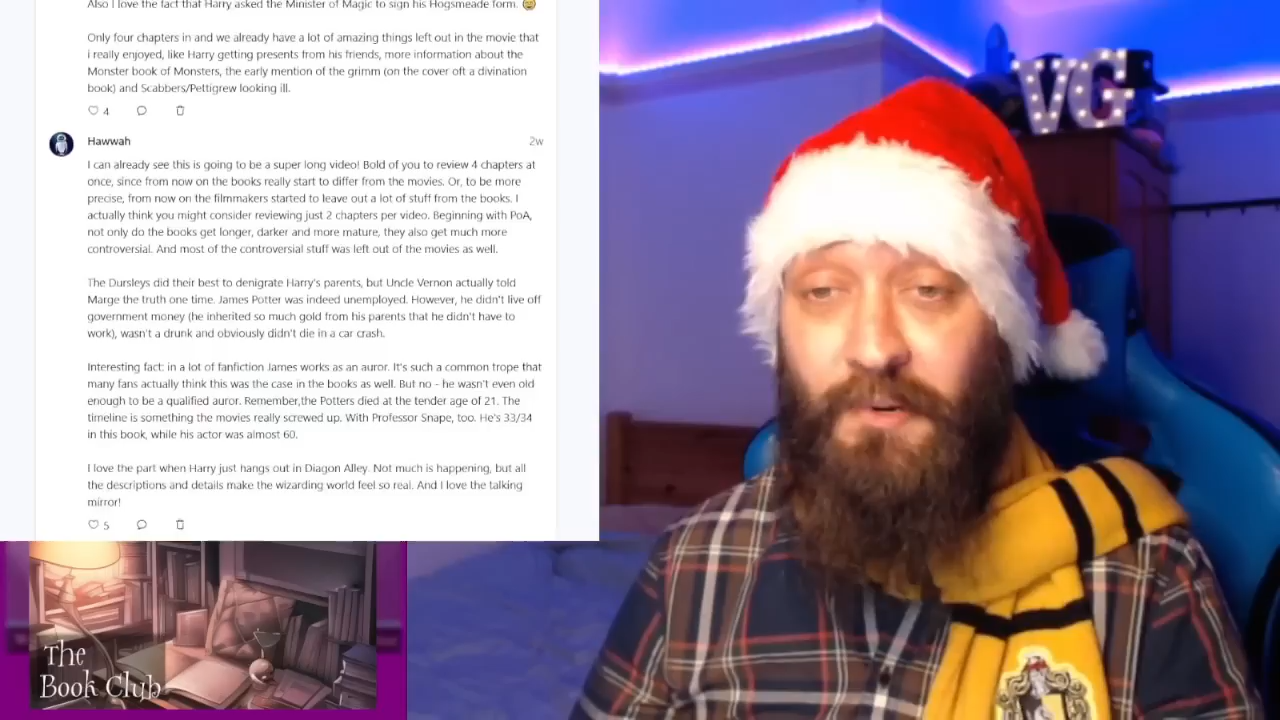 Also I love the fact that Harry asked the Minister of Magic to sign his Hogsmeade form. 😄
Only four chapters in and we already have a lot of amazing things left out in the movie that
i really enjoyed, like Harry getting presents from his friends, more information about the
Monster book of Monsters, the early mention of the grimm (on the cover oft a divination
book) and Scabbers/Pettigrew looking ill.
4
Hawwah
2w
I can already see this is going to be a super long video! Bold of you to review 4 chapters at
once, since from now on the books really start to differ from the movies. Or, to be more
precise, from now on the filmmakers started to leave out a lot of stuff from the books. I
actually think you might consider reviewing just 2 chapters per video. Beginning with PoA,
not only do the books get longer, darker and more mature, they also get much more
controversial. And most of the controversial stuff was left out of the movies as well.
The Dursleys did their best to denigrate Harry's parents, but Uncle Vernon actually told
Marge the truth one time. James Potter was indeed unemployed. However, he didn't live off
government money (he inherited so much gold from his parents that he didn't have to
work), wasn't a drunk and obviously didn't die in a car crash.
Interesting fact: in a lot of fanfiction James works as an auror. It's such a common trope that
many fans actually think this was the case in the books as well. But no - he wasn't even old
enough to be a qualified auror. Remember,the Potters died at the tender age of 21. The
timeline is something the movies really screwed up. With Professor Snape, too. He's 33/34
in this book, while his actor was almost 60.
I love the part when Harry just hangs out in Diagon Alley. Not much is happening, but all
the descriptions and details make the wizarding world feel so real. And I love the talking
mirror!
5
The
Book Club
VG